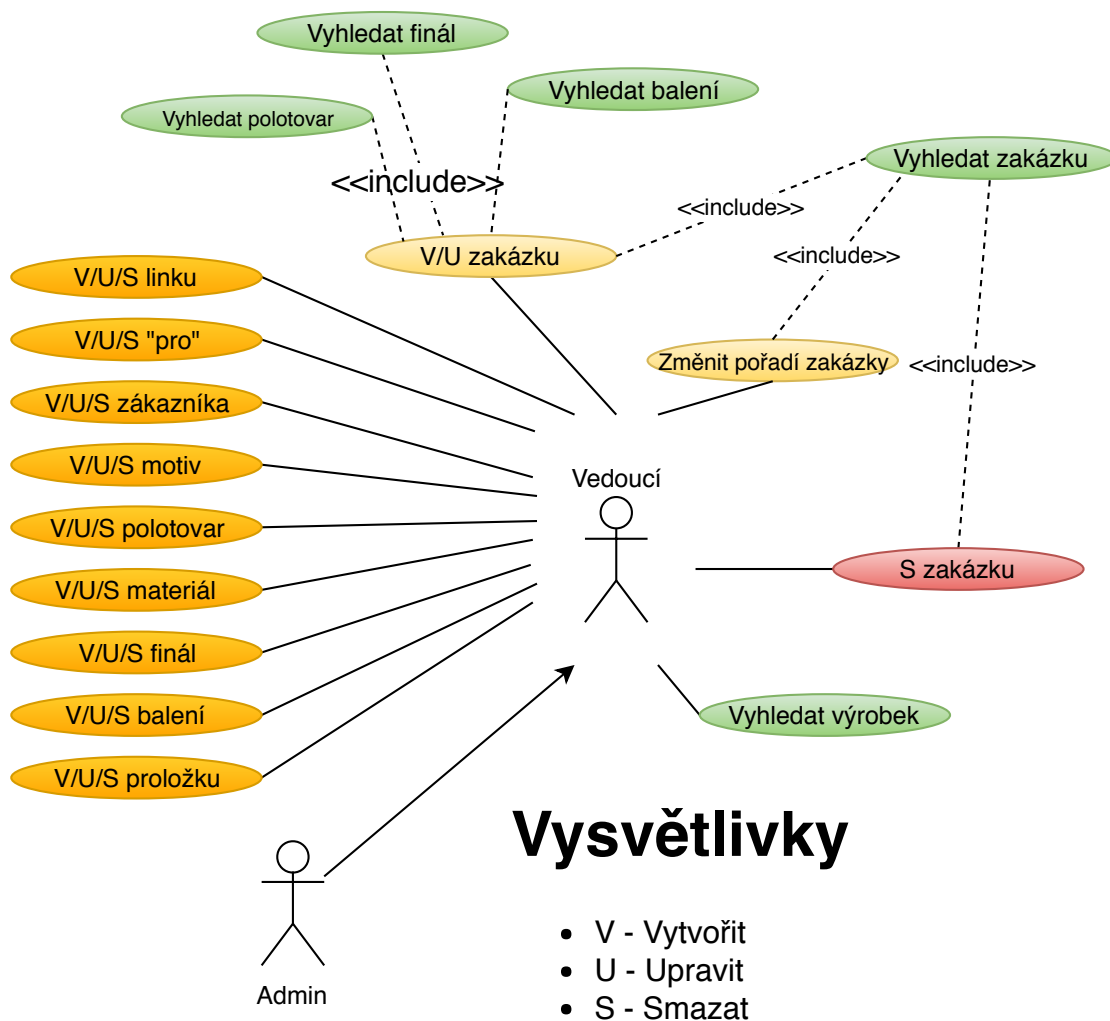 Vyhledat finál
Vyhledat balení
Vyhledat polotovar
Vyhledat zakázku
<<include>>
<<include>>
V/U zakázku
<<include>>
V/U/S linku
V/U/S "pro"
Změnit pořadí zakázky
<<include>>
V/U/S zákazníka
V/U/S motiv
Vedoucí
V/U/S polotovar
S zakázku
V/U/S materiál
V/U/S finál
V/U/S balení
Vyhledat výrobek
V/U/S proložku
Vysvětlivky
Admin
• V - Vytvořit
• U - Upravit
• S - Smazat